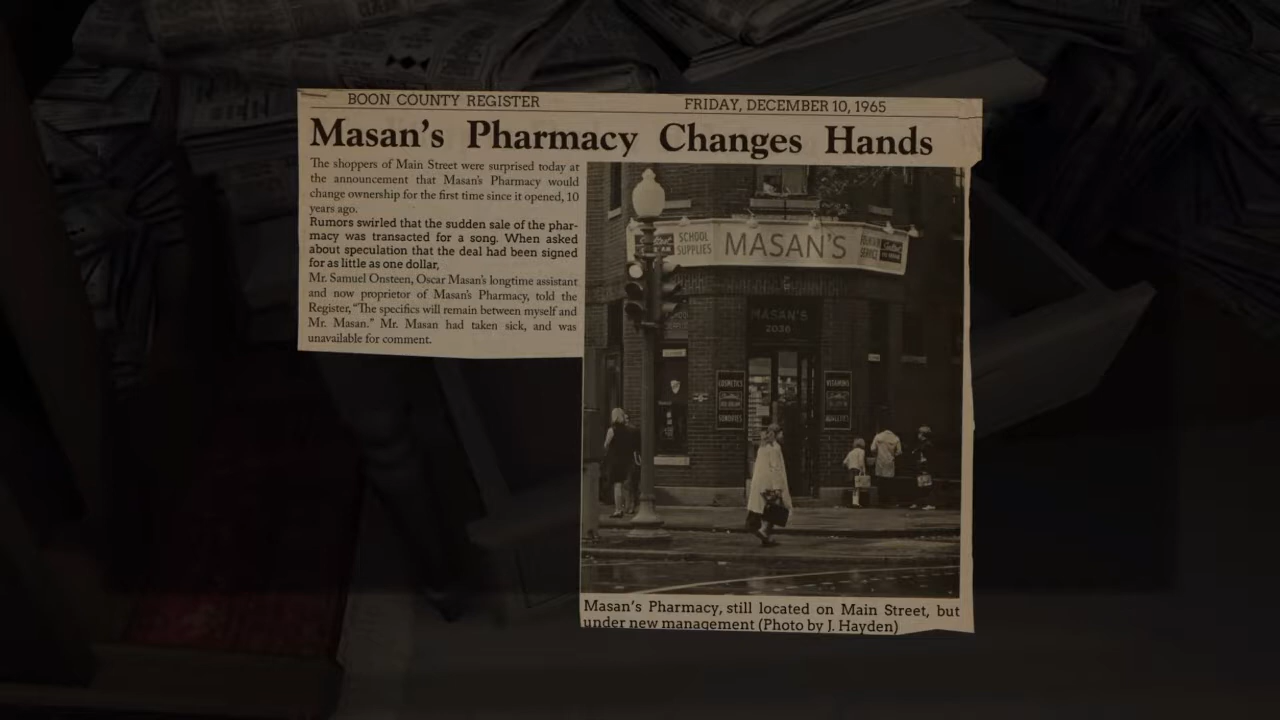 BOON COUNTY REGISTER
FRIDAY, DECEMBER 10, 1965
Masan's Pharmacy Changes Hands
The shoppers of Main Street were surprised today at
the announcement that Masan's Pharmacy would
change ownership for the first time since it opened, 10
years ago.
Rumors swirled that the sudden sale of the phar-
macy was transacted for a song. When asked
about speculation that the deal had been signed
for as little as one dollar,
Mr. Samuel Onsteen, Oscar Masan's longtime assistant
and now proprietor of Masan's Pharmacy, told the
Register, "The specifics will remain between myself and
Mr. Masan." Mr. Masan had taken sick, and was
unavailable for comment.
SCHOOL
SUPPLIES
MASAN'S
MASAN'S
2036
COSMETICS
SUNDRIES
VITAMINS
Masan's Pharmacy, still located on Main Street, but
under new management (Photo by J. Hayden)